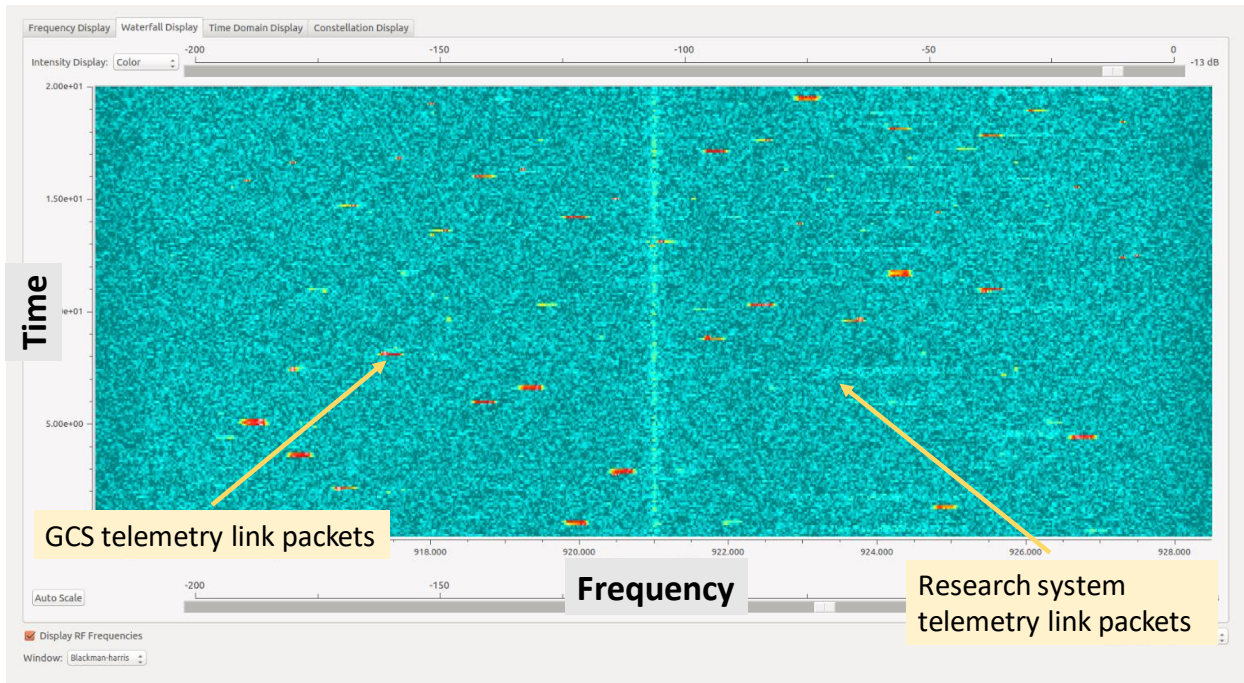 Frequency Display Waterfall Display Time Domain Display Constellation Display
-200 -150 -100 -50 0
Intensity Display: Color -13 dB
2.00e+01
1.50e+01
Time
e+01
5.00e+00
GCS telemetry link packets
918.000 920.000 922.000 924.000 926.000 928.000
Frequency
Research system
telemetry link packets
-200 -150
Auto Scale
Display RF Frequencies
Window: Blackman-harris